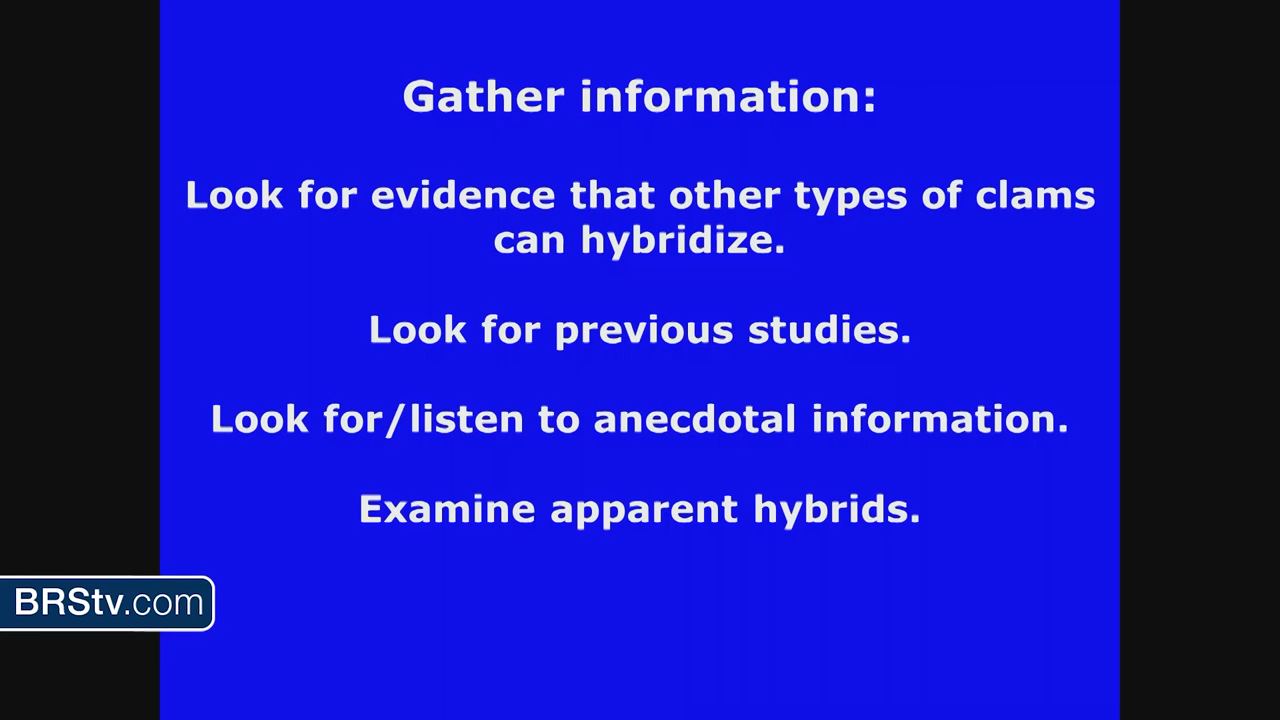 Gather information:
Look for evidence that other types of clams
can hybridize.
Look for previous studies.
Look for/listen to anecdotal information.
Examine apparent hybrids.
BRStv.com